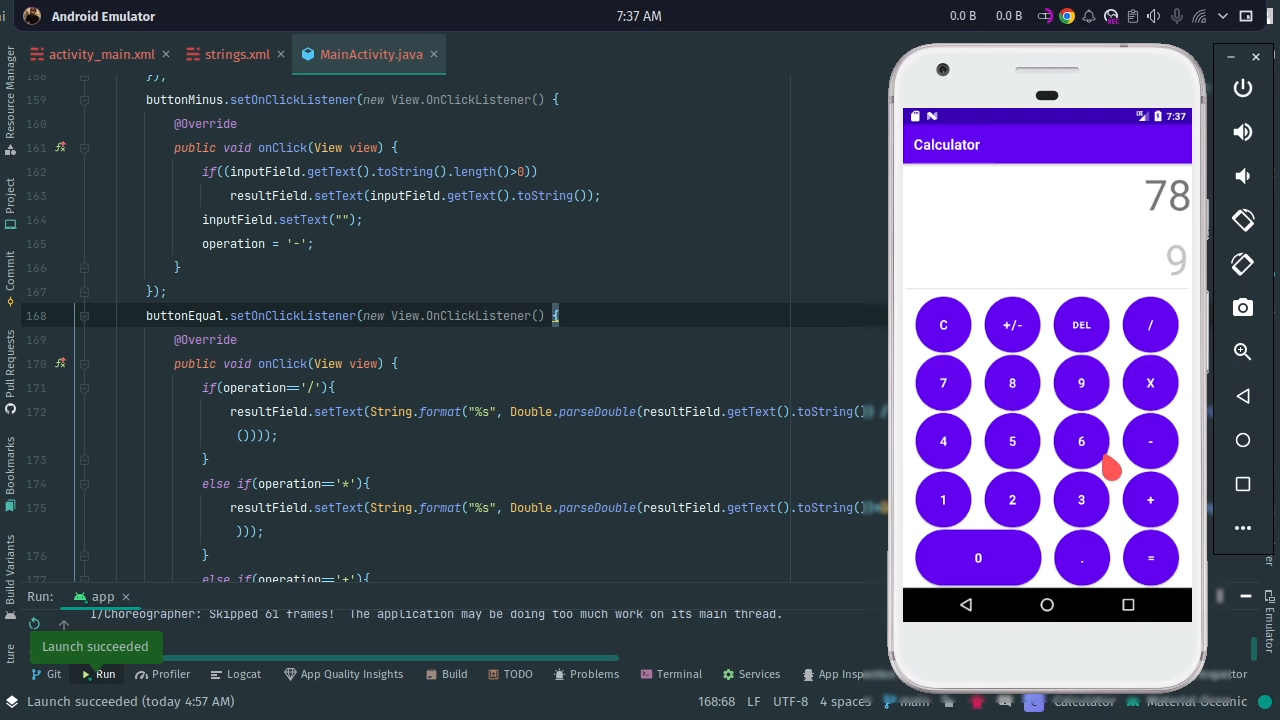 Android Emulator
7:37 AM
0.0 B 0.0 B
REC
activity_main.xml
strings.xml
MainActivity.java
158 });
159 buttonMinus.setOnClickListener(new View.OnClickListener() {
160 @Override
161 public void onClick(View view) {
162 if((inputField.getText().toString().length()>0))
163 resultField.setText(inputField.getText().toString());
164 inputField.setText("");
165 operation = '-';
166 }
167 });
168 buttonEqual.setOnClickListener(new View.OnClickListener() {
169 @Override
170 public void onClick(View view) {
171 if(operation=='/'){
172 resultField.setText(String.format("%s", Double.parseDouble(resultField.getText().toString()
()))); 
173 }
174 else if(operation=='*'){
175 resultField.setText(String.format("%s", Double.parseDouble(resultField.getText().toString()
)));
176 }
177 else if(operation=='+'){
Resource Manager
Project
Commit
Pull Requests
Bookmarks
Build Variants
7:37
Calculator
78
9
C +/- DEL /
7 8 9 X
4 5 6 -
1 2 3 +
0 . =
Run: app
I/Choreographer: Skipped 61 frames! The application may be doing too much work on its main thread.
Launch succeeded
Emulator
Git
Run
Profiler
Logcat
App Quality Insights
Build
TODO
Problems
Terminal
Services
App Inspe
Launch succeeded (today 4:57 AM)
168:68 LF UTF-8 4 spaces main Calculator Material Oceanic